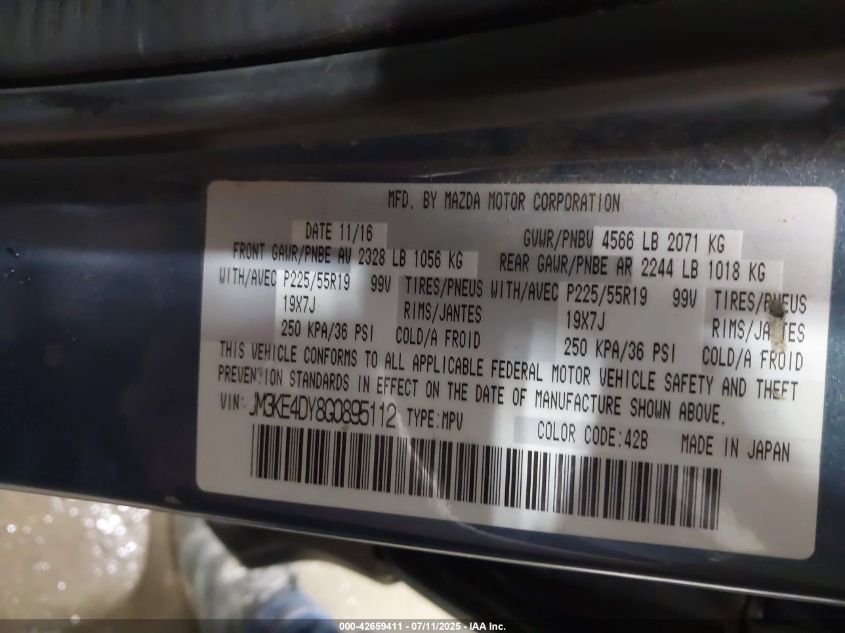 MFD. BY MAZDA MOTOR CORPORATION
DATE 11/16 GVWR/PNBV 4566 LB 2071 KG
FRONT GAWR/PNBE AV 2328 LB 1056 KG REAR GAWR/PNBE AR 2244 LB 1018 KG
WITH/AVEC P225/55R19 99V TIRES/PNEUS WITH/AVEC P225/55R19 99V TIRES/PNEUS
19X7J RIMS/JANTES 19X7J RIMS/JANTES
250 KPA/36 PSI COLD/A FROID 250 KPA/36 PSI COLD/A FROID
THIS VEHICLE CONFORMS TO ALL APPLICABLE FEDERAL MOTOR VEHICLE SAFETY AND THEFT
PREVENTION STANDARDS IN EFFECT ON THE DATE OF MANUFACTURE SHOWN ABOVE.
VIN: JM3KE4DY8G0895112 TYPE:MPV COLOR CODE:42B MADE IN JAPAN
000-42659411 - 07/11/2025 - IAA Inc.